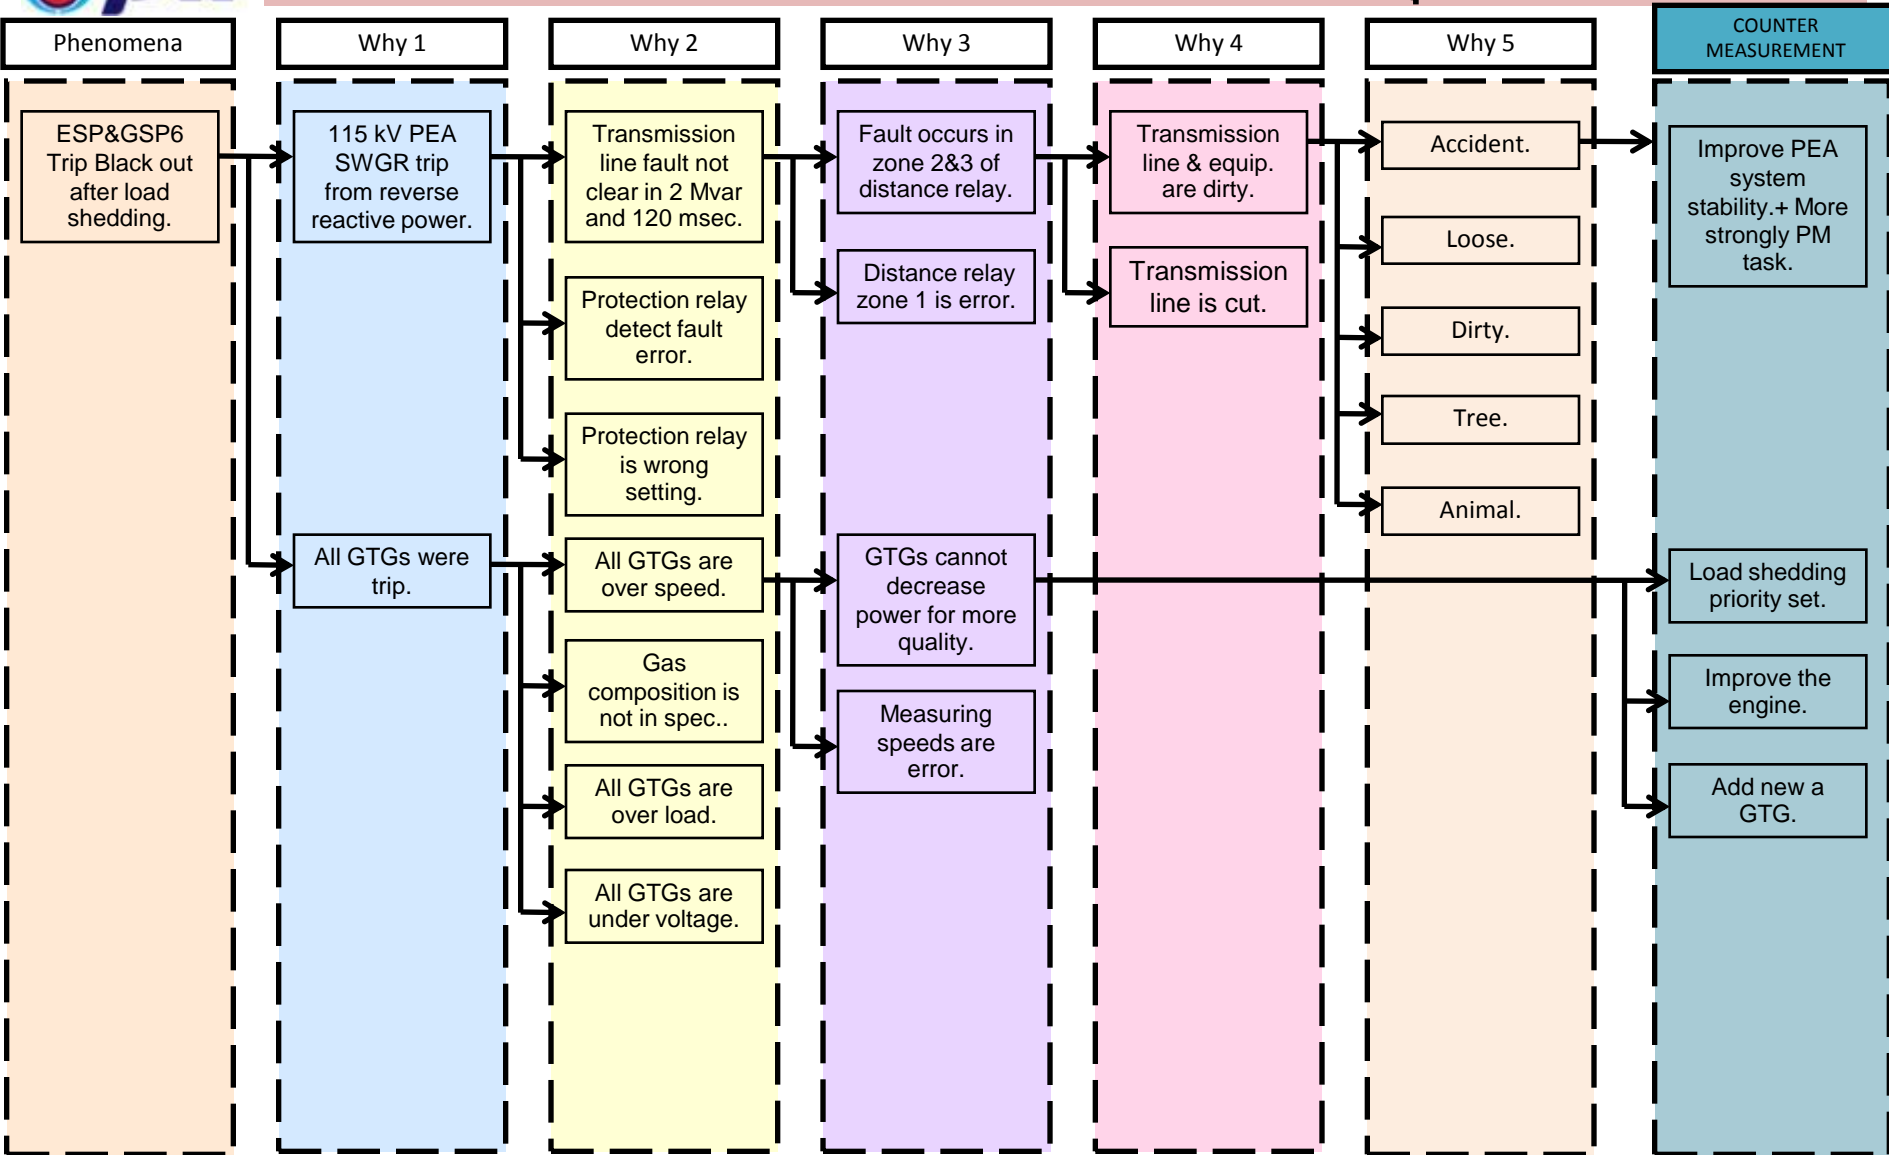 Phenomena
Why 1
Why 2
Why 3
Why 4
Why 5
COUNTER
MEASUREMENT
ESP&GSP6
Trip Black out
after load
shedding.
115 kV PEA
SWGR trip
from reverse
reactive power.
All GTGs were
trip.
Transmission
line fault not
clear in 2 Mvar
and 120 msec.
Protection relay
detect fault
error.
Protection relay
is wrong
setting.
All GTGs are
over speed.
Gas
composition is
not in spec..
All GTGs are
over load.
All GTGs are
under voltage.
Fault occurs in
zone 2&3 of
distance relay.
Distance relay
zone 1 is error.
GTGs cannot
decrease
power for more
quality.
Measuring
speeds are
error.
Transmission
line & equip.
are dirty.
Transmission
line is cut.
Accident.
Loose.
Dirty.
Tree.
Animal.
Improve PEA
system
stability.+ More
strongly PM
task.
Load shedding
priority set.
Improve the
engine.
Add new a
GTG.